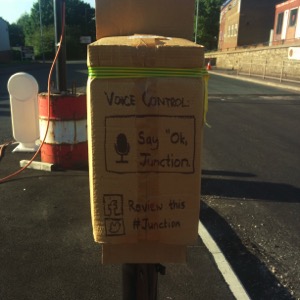 VOICE CONTROL:
Say "Ok,
Junction
Review this
#Junction